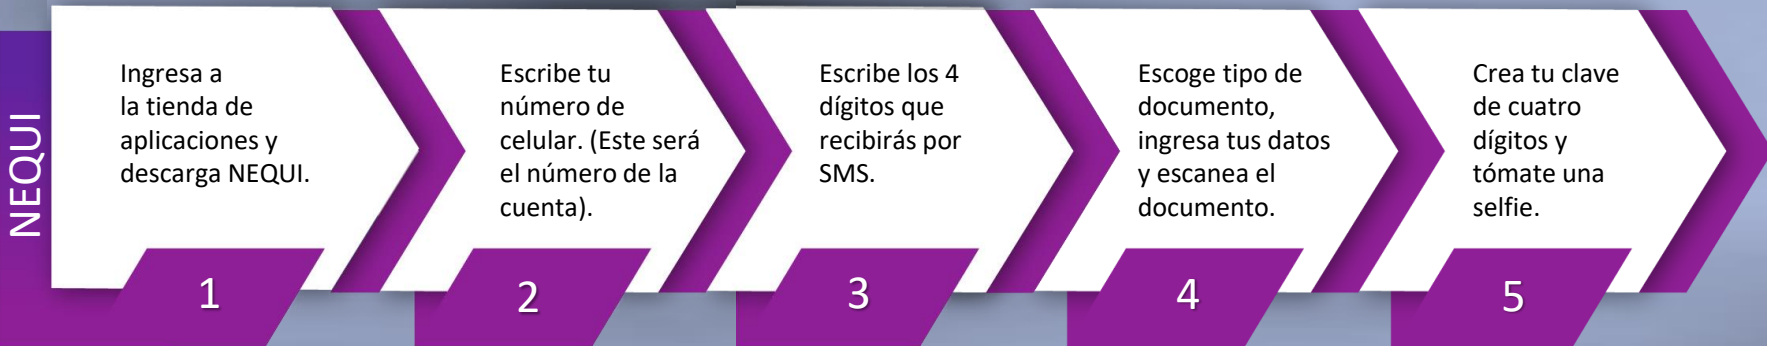 NEQUI
Ingresa a
la tienda de
aplicaciones y
descarga NEQUI.
1
Escribe tu
número de
celular. (Este será
el número de la
cuenta).
2
Escribe los 4
dígitos que
recibirás por
SMS.
3
Escoge tipo de
documento,
ingresa tus datos
y escanea el
documento.
4
Crea tu clave
de cuatro
dígitos y
tómate una
selfie.
5